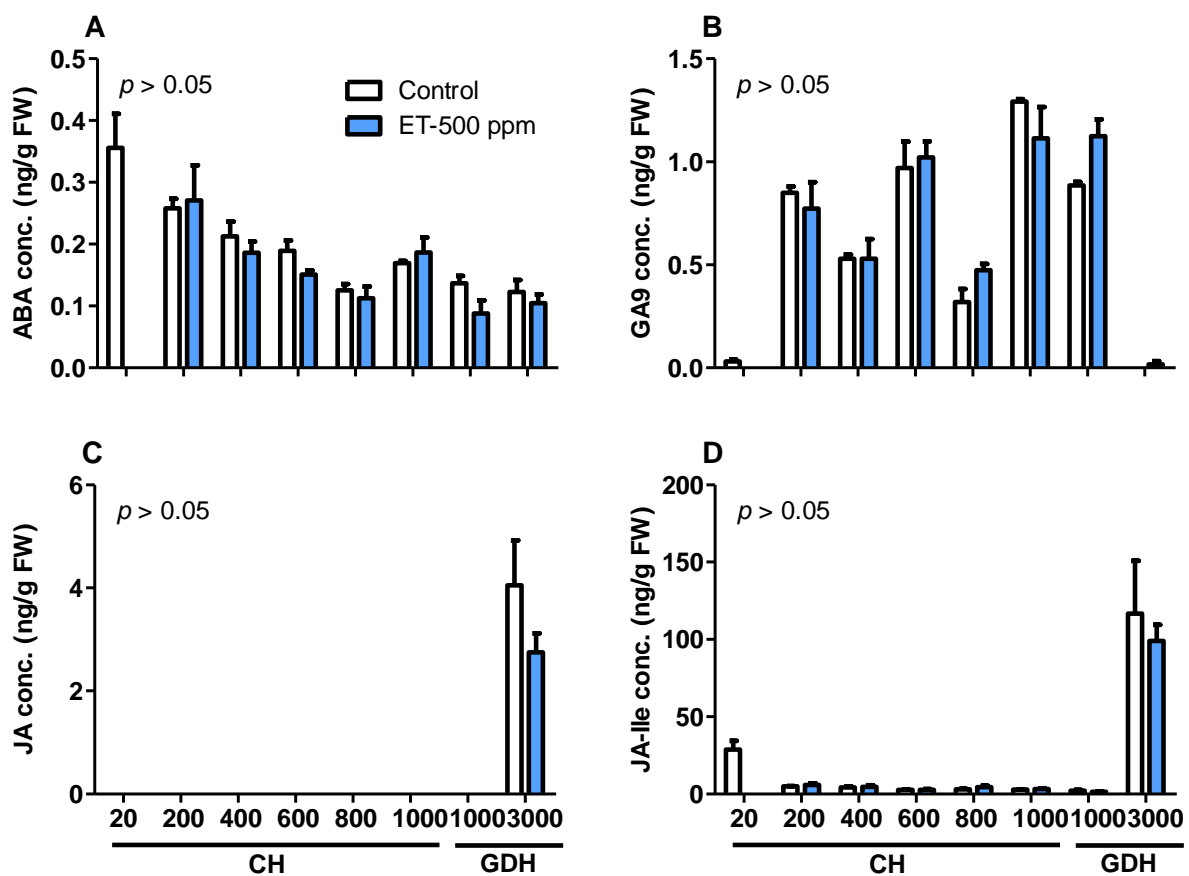 A
ABA conc. (ng/g FW)
0.5
0.4
0.3
0.2
0.1
0.0
p > 0.05
Control
ET-500 ppm
B
GA9 conc. (ng/g FW)
1.5
1.0
0.5
0.0
p > 0.05
C
JA conc. (ng/g FW)
6
4
2
0
p > 0.05
20 200 400 600 800 1000 1000 3000
CH GDH
D
JA-Ile conc. (ng/g FW)
200
150
100
50
0
p > 0.05
20 200 400 600 800 1000 1000 3000
CH GDH